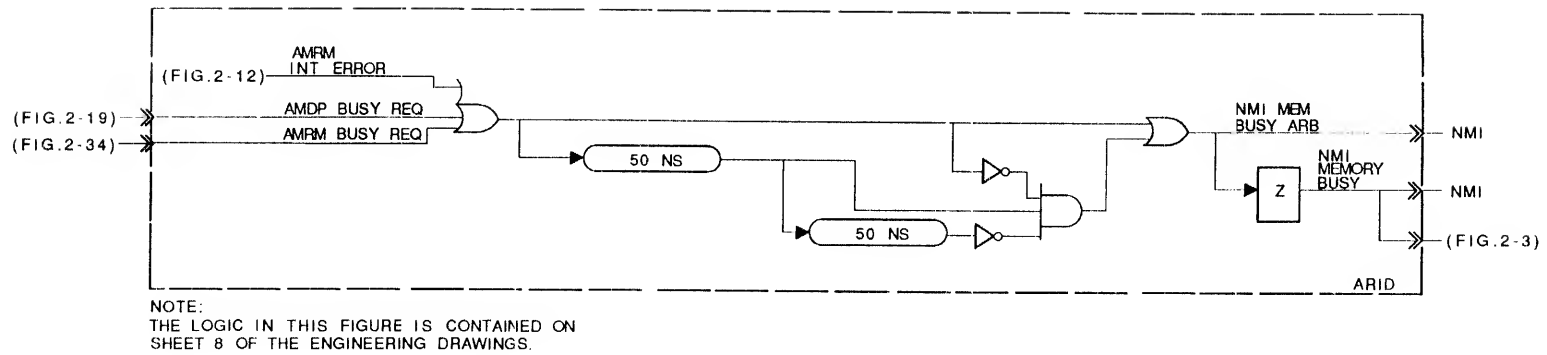 AMRM
INT ERROR
(FIG.2-12)
(FIG.2-19)
AMDP BUSY REQ
(FIG.2-34)
AMRM BUSY REQ
50 NS
50 NS
NMI MEM
BUSY ARB
NMI
NMI
MEMORY
BUSY
Z
NMI
(FIG.2-3)
ARID
NOTE:
THE LOGIC IN THIS FIGURE IS CONTAINED ON
SHEET 8 OF THE ENGINEERING DRAWINGS.